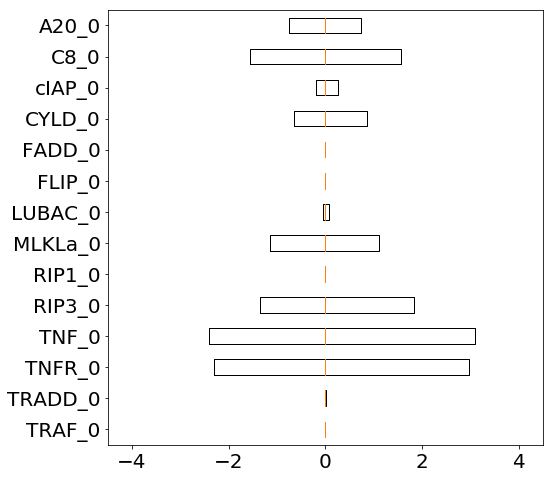 A20_0
C8_0
cIAP_0
CYLD_0
FADD_0
FLIP_0
LUBAC_0
MLKLa_0
RIP1_0
RIP3_0
TNF_0
TNFR_0
TRADD_0
TRAF_0
−4 −2 0 2 4